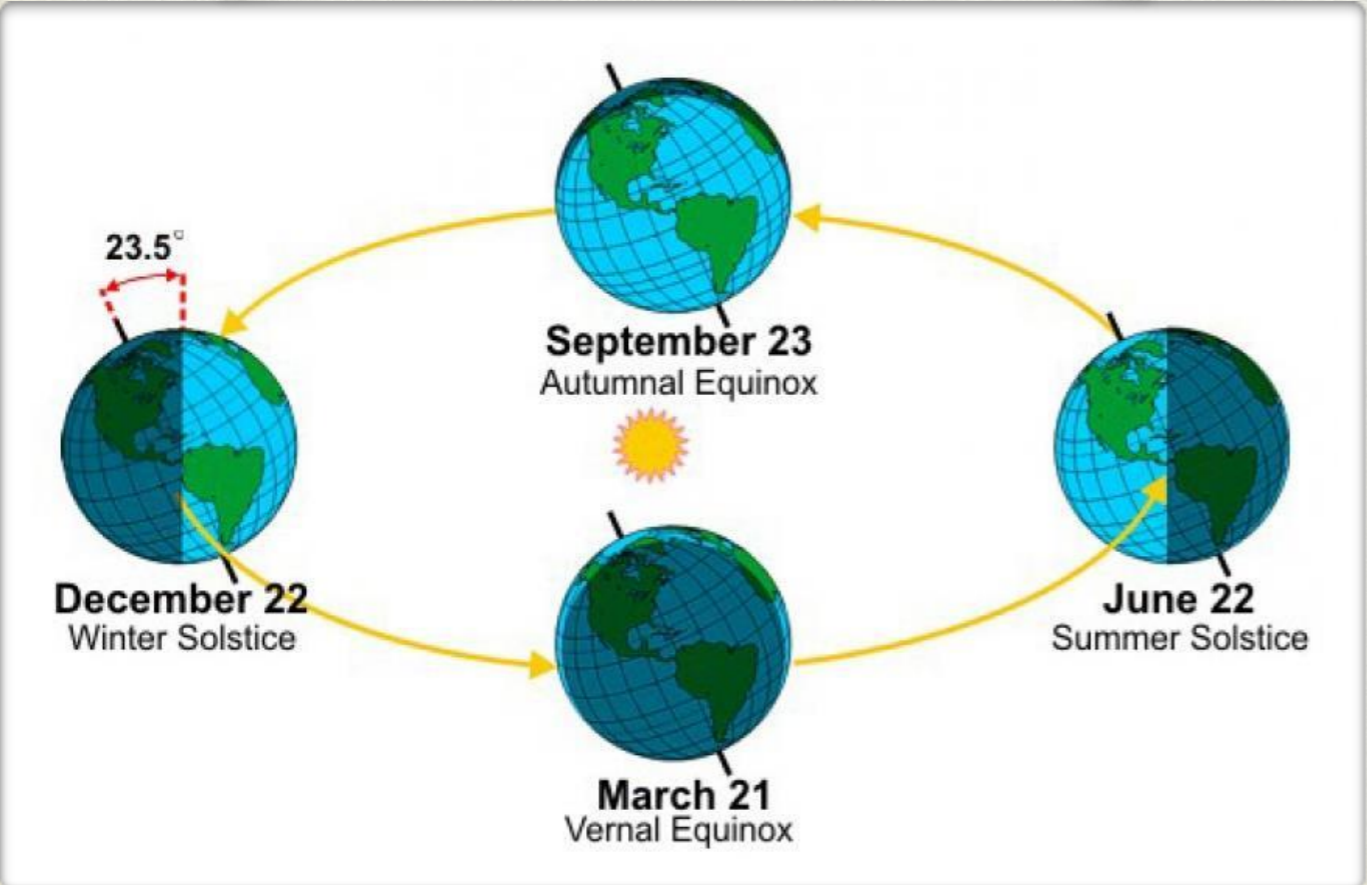 23.5°
September 23
Autumnal Equinox
December 22
Winter Solstice
June 22
Summer Solstice
March 21
Vernal Equinox